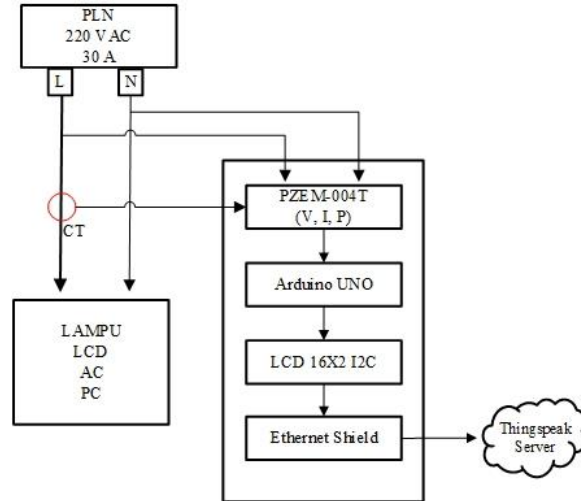 PLN
220 VAC
30 A
L
N
PZEM-004T
(V, I, P)
CT
Arduino UNO
LAMPU
LCD
AC
PC
LCD 16X2 I2C
Ethernet Shield
Thingspeak
Server